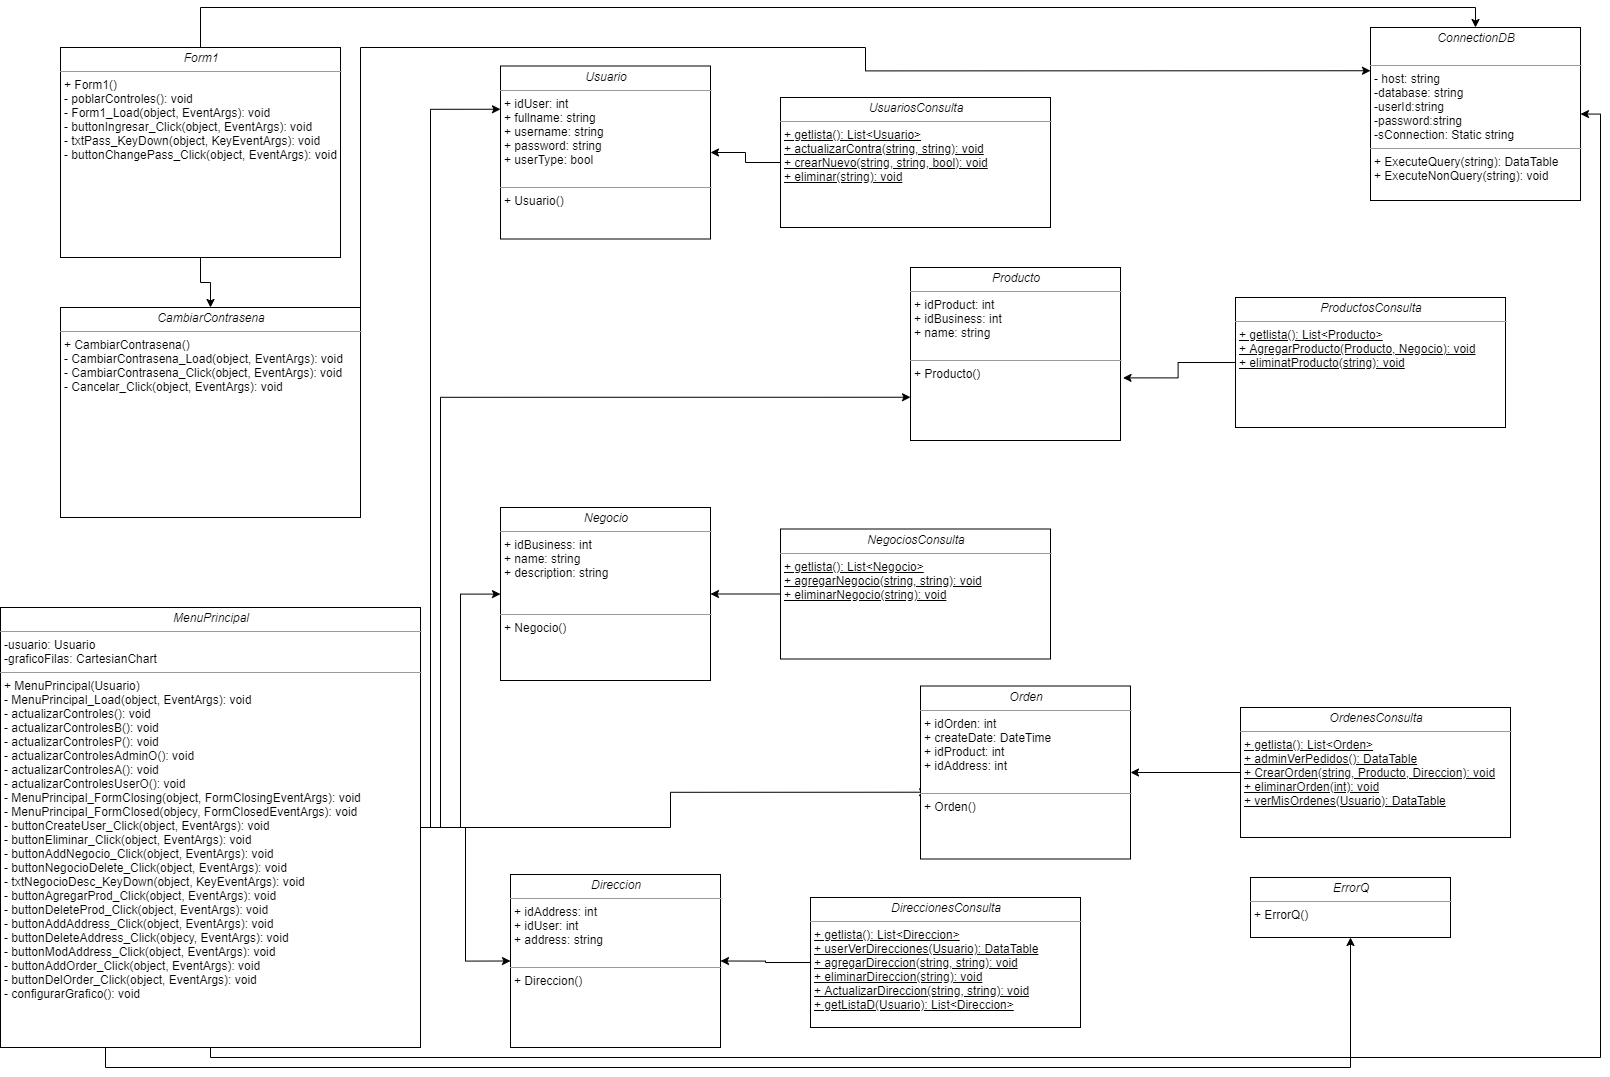 Form1
+ Form1()
- poblarControles(): void
- Form1_Load(object, EventArgs): void
- buttonIngresar_Click(object, EventArgs): void
- txtPass_KeyDown(object, KeyEventArgs): void
- buttonChangePass_Click(object, EventArgs): void
Usuario
+ idUser: int
+ fullname: string
+ username: string
+ password: string
+ userType: bool
+ Usuario()
UsuariosConsulta
+ getlista(): List<Usuario>
+ actualizarContra(string, string): void
+ crearNuevo(string, string, bool): void
+ eliminar(string): void
ConnectionDB
- host: string
-database: string
-userId:string
-password:string
-sConnection: Static string
+ ExecuteQuery(string): DataTable
+ ExecuteNonQuery(string): void
CambiarContrasena
+ CambiarContrasena()
- CambiarContrasena_Load(object, EventArgs): void
- CambiarContrasena_Click(object, EventArgs): void
- Cancelar_Click(object, EventArgs): void
Producto
+ idProduct: int
+ idBusiness: int
+ name: string
+ Producto()
ProductosConsulta
+ getlista(): List<Producto>
+ AgregarProducto(Producto, Negocio): void
+ eliminatProducto(string): void
Negocio
+ idBusiness: int
+ name: string
+ description: string
+ Negocio()
NegociosConsulta
+ getlista(): List<Negocio>
+ agregarNegocio(string, string): void
+ eliminarNegocio(string): void
MenuPrincipal
-usuario: Usuario
-graficoFilas: CartesianChart
+ MenuPrincipal(Usuario)
- MenuPrincipal_Load(object, EventArgs): void
- actualizarControles(): void
- actualizarControlesB(): void
- actualizarControlesP(): void
- actualizarControlesAdminO(): void
- actualizarControlesA(): void
- actualizarControlesUserO(): void
- MenuPrincipal_FormClosing(object, FormClosingEventArgs): void
- MenuPrincipal_FormClosed(objecy, FormClosedEventArgs): void
- buttonCreateUser_Click(object, EventArgs): void
- buttonEliminar_Click(object, EventArgs): void
- buttonAddNegocio_Click(object, EventArgs): void
- buttonNegocioDelete_Click(object, EventArgs): void
- txtNegocioDesc_KeyDown(object, KeyEventArgs): void
- buttonAgregarProd_Click(object, EventArgs): void
- buttonDeleteProd_Click(object, EventArgs): void
- buttonAddAddress_Click(object, EventArgs): void
- buttonDeleteAddress_Click(objecy, EventArgs): void
- buttonModAddress_Click(object, EventArgs): void
- buttonAddOrder_Click(object, EventArgs): void
- buttonDelOrder_Click(object, EventArgs): void
- configurarGrafico(): void
Orden
+ idOrden: int
+ createDate: DateTime
+ idProduct: int
+ idAddress: int
+ Orden()
OrdenesConsulta
+ getlista(): List<Orden>
+ adminVerPedidos(): DataTable
+ CrearOrden(string, Producto, Direccion): void
+ eliminarOrden(int): void
+ verMisOrdenes(Usuario): DataTable
Direccion
+ idAddress: int
+ idUser: int
+ address: string
+ Direccion()
DireccionesConsulta
+ getlista(): List<Direccion>
+ userVerDirecciones(Usuario): DataTable
+ agregarDireccion(string, string): void
+ eliminarDireccion(string): void
+ ActualizarDireccion(string, string): void
+ getListaD(Usuario): List<Direccion>
ErrorQ
+ ErrorQ()